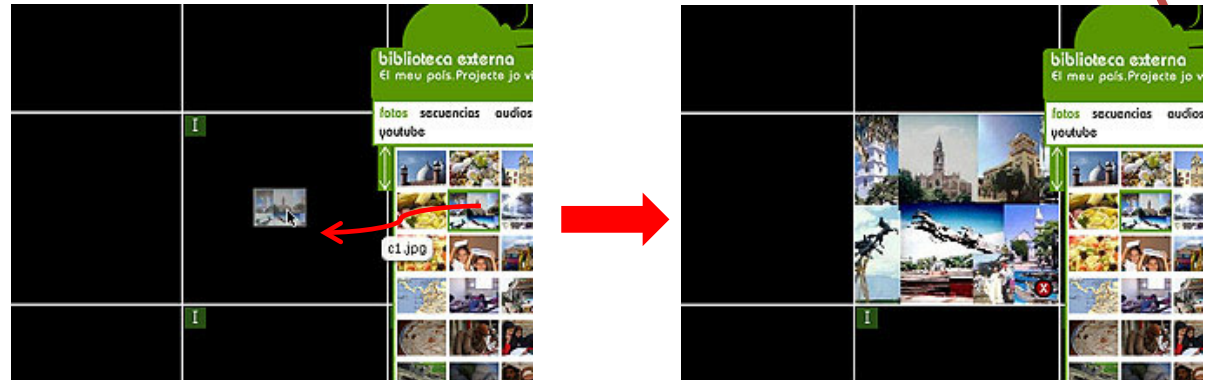 biblioteca externa
El meu país.Projecte jo vi
fotos secuencias audios
youtube
I
c1.jpg
I
biblioteca externa
El meu país.Projecte jo v
fotos secuencias audios
youtube
X
I